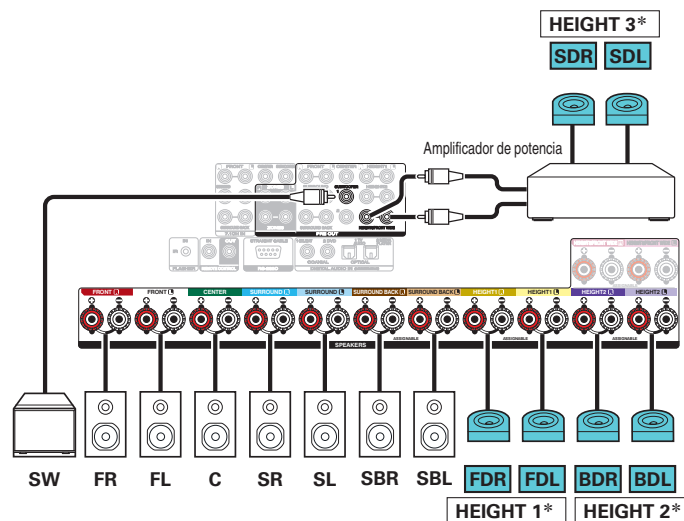 HEIGHT 3*
SDR SDL
Amplificador de potencia
SUBWOOFER
PRE OUT
FRONT R FRONT L CENTER SURROUND R SURROUND L SURROUND BACK R SURROUND BACK L HEIGHT1 R HEIGHT1 L HEIGHT2 R HEIGHT2 L
ASSIGNABLE ASSIGNABLE ASSIGNABLE
SPEAKERS
SW FR FL C SR SL SBR SBL FDR FDL BDR BDL
HEIGHT 1* HEIGHT 2*